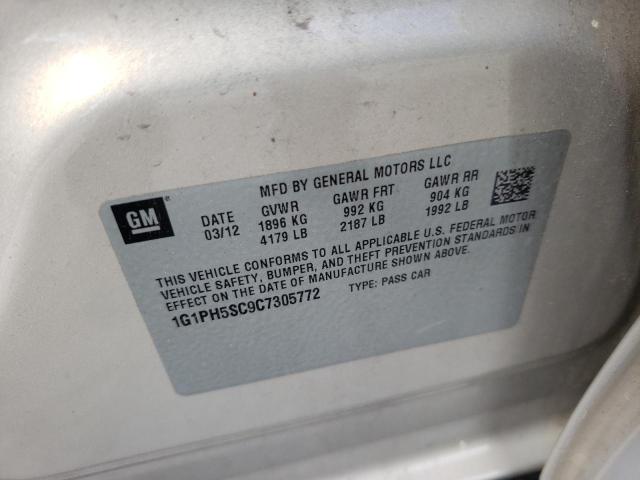 GM
MFD BY GENERAL MOTORS LLC
DATE GVWR GAWR FRT GAWR RR
03/12 1896 KG 992 KG 904 KG
4179 LB 2187 LB 1992 LB
THIS VEHICLE CONFORMS TO ALL APPLICABLE U.S. FEDERAL MOTOR
VEHICLE SAFETY, BUMPER, AND THEFT PREVENTION STANDARDS IN
EFFECT ON THE DATE OF MANUFACTURE SHOWN ABOVE.
1G1PH5SC9C7305772 TYPE: PASS CAR